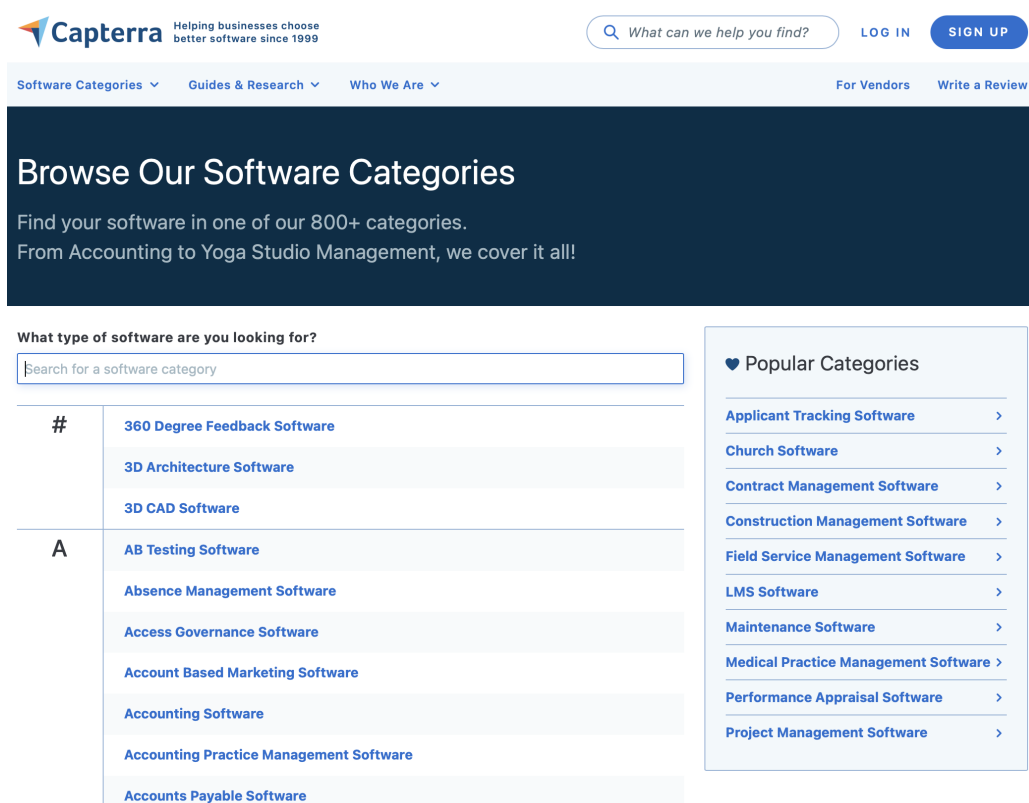 Capterra
Helping businesses choose
better software since 1999
What can we help you find?
LOG IN
SIGN UP
Software Categories
Guides & Research
Who We Are
For Vendors
Write a Review
Browse Our Software Categories
Find your software in one of our 800+ categories.
From Accounting to Yoga Studio Management, we cover it all!
What type of software are you looking for?
Search for a software category
#
360 Degree Feedback Software
3D Architecture Software
3D CAD Software
A
AB Testing Software
Absence Management Software
Access Governance Software
Account Based Marketing Software
Accounting Software
Accounting Practice Management Software
Accounts Payable Software
Popular Categories
Applicant Tracking Software
Church Software
Contract Management Software
Construction Management Software
Field Service Management Software
LMS Software
Maintenance Software
Medical Practice Management Software
Performance Appraisal Software
Project Management Software